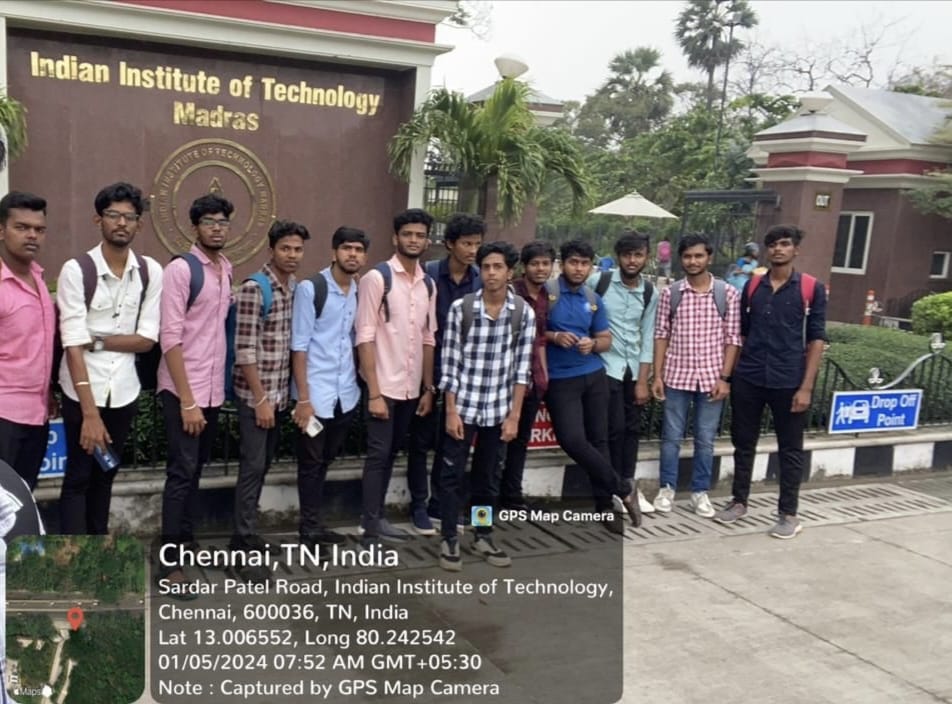 Indian Institute of Technology
Madras
OUT
Drop Off
Point
GPS Map Camera
Chennai,TN,India
Sardar Patel Road, Indian Institute of Technology,
Chennai, 600036, TN, India
Lat 13.006552, Long 80.242542
01/05/2024 07:52 AM GMT+05:30
Note : Captured by GPS Map Camera
Maps